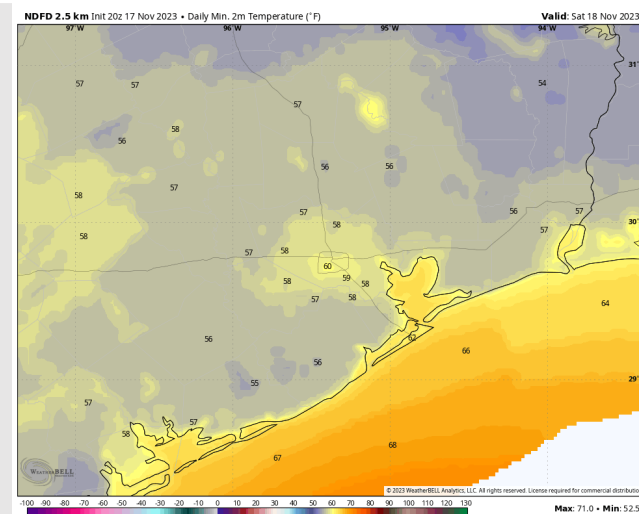 NDFD 2.5 km Init 20z 17 Nov 2023 • Daily Min. 2m Temperature (°F)
Valid: Sat 18 Nov 2023
97°W 96°W 95°W 94°W
31°
57 57 54
57
58
56
56 56
57
58
57 56 57
58 57
30°
58
57 58
60
59
58 58
57 58
64
62
56 66
56
55
29°
57
57
58
68
67
WEATHERBELL
© 2023 WeatherBELL Analytics, LLC. All rights reserved. License required for commercial distributio
-100 -90 -80 -70 -60 -50 -40 -30 -20 -10 0 10 20 30 40 50 60 70 80 90 100 110 120 130
Max: 71.0 • Min: 52.